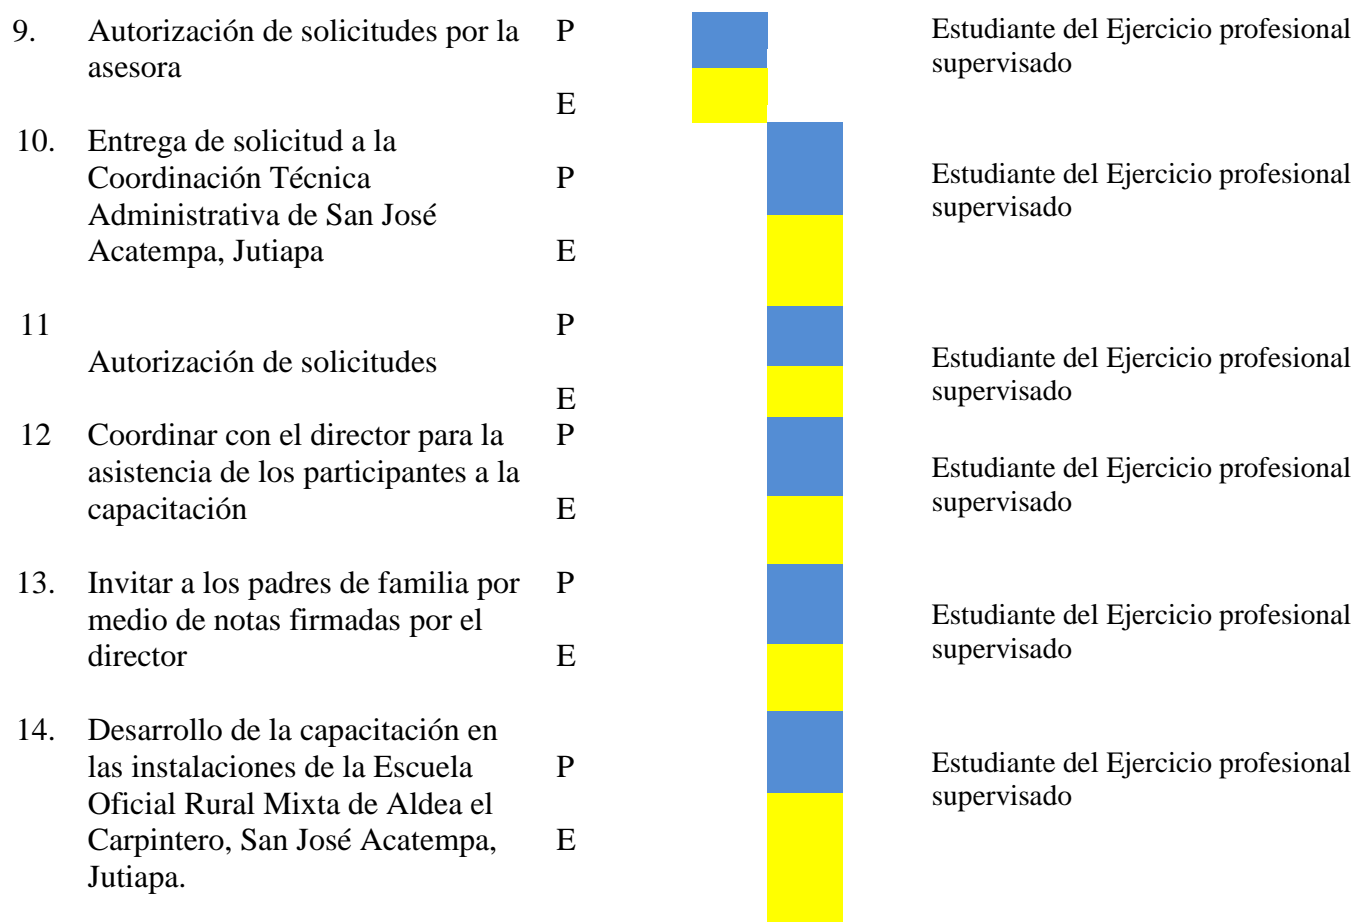 9. Autorización de solicitudes por la P Estudiante del Ejercicio profesional
asesora supervisado
E
10. Entrega de solicitud a la
Coordinación Técnica P Estudiante del Ejercicio profesional
Administrativa de San José supervisado
Acatempa, Jutiapa E
11 P
Autorización de solicitudes Estudiante del Ejercicio profesional
E supervisado
12 Coordinar con el director para la P
asistencia de los participantes a la Estudiante del Ejercicio profesional
capacitación E supervisado
13. Invitar a los padres de familia por P
medio de notas firmadas por el Estudiante del Ejercicio profesional
director E supervisado
14. Desarrollo de la capacitación en
las instalaciones de la Escuela P Estudiante del Ejercicio profesional
Oficial Rural Mixta de Aldea el supervisado
Carpintero, San José Acatempa, E
Jutiapa.